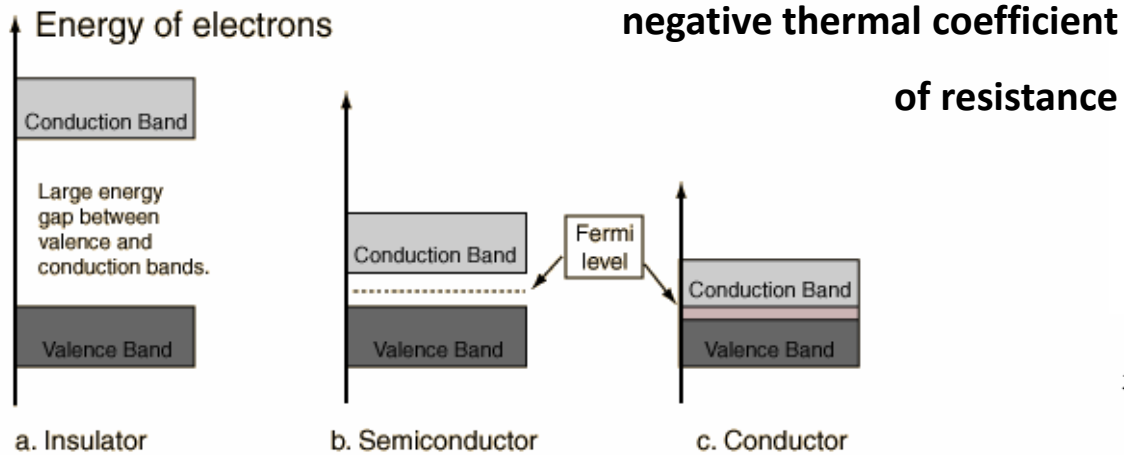 Energy of electrons
negative thermal coefficient
of resistance
Conduction Band
Large energy
gap between
valence and
conduction bands.
Valence Band
a. Insulator
Conduction Band
Valence Band
b. Semiconductor
Fermi
level
Conduction Band
Valence Band
c. Conductor